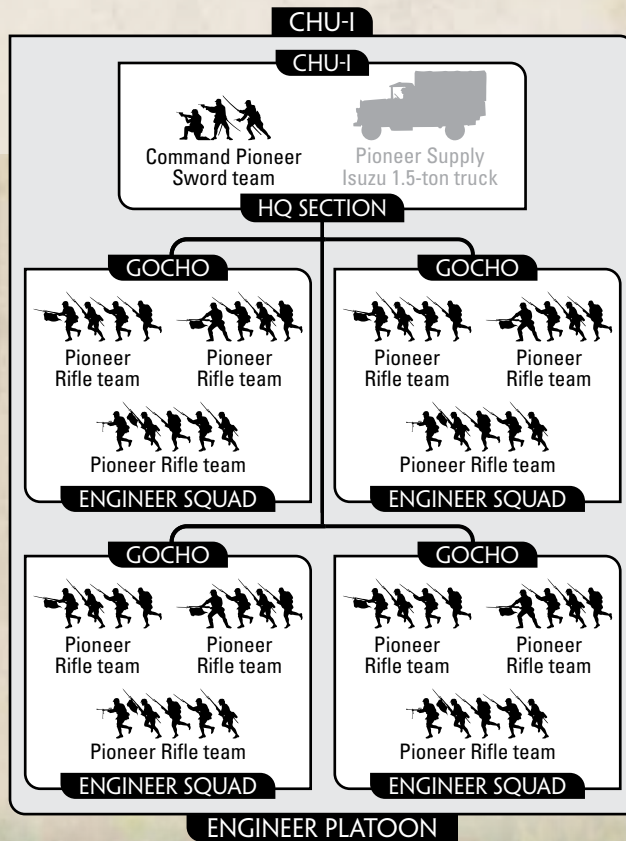 CHU-I
CHU-I
Command Pioneer
Sword team
Pioneer Supply
Isuzu 1.5-ton truck
HQ SECTION
GOCHO
Pioneer
Rifle team
Pioneer
Rifle team
Pioneer Rifle team
ENGINEER SQUAD
GOCHO
Pioneer
Rifle team
Pioneer
Rifle team
Pioneer Rifle team
ENGINEER SQUAD
GOCHO
Pioneer
Rifle team
Pioneer
Rifle team
Pioneer Rifle team
ENGINEER SQUAD
GOCHO
Pioneer
Rifle team
Pioneer
Rifle team
Pioneer Rifle team
ENGINEER SQUAD
ENGINEER PLATOON